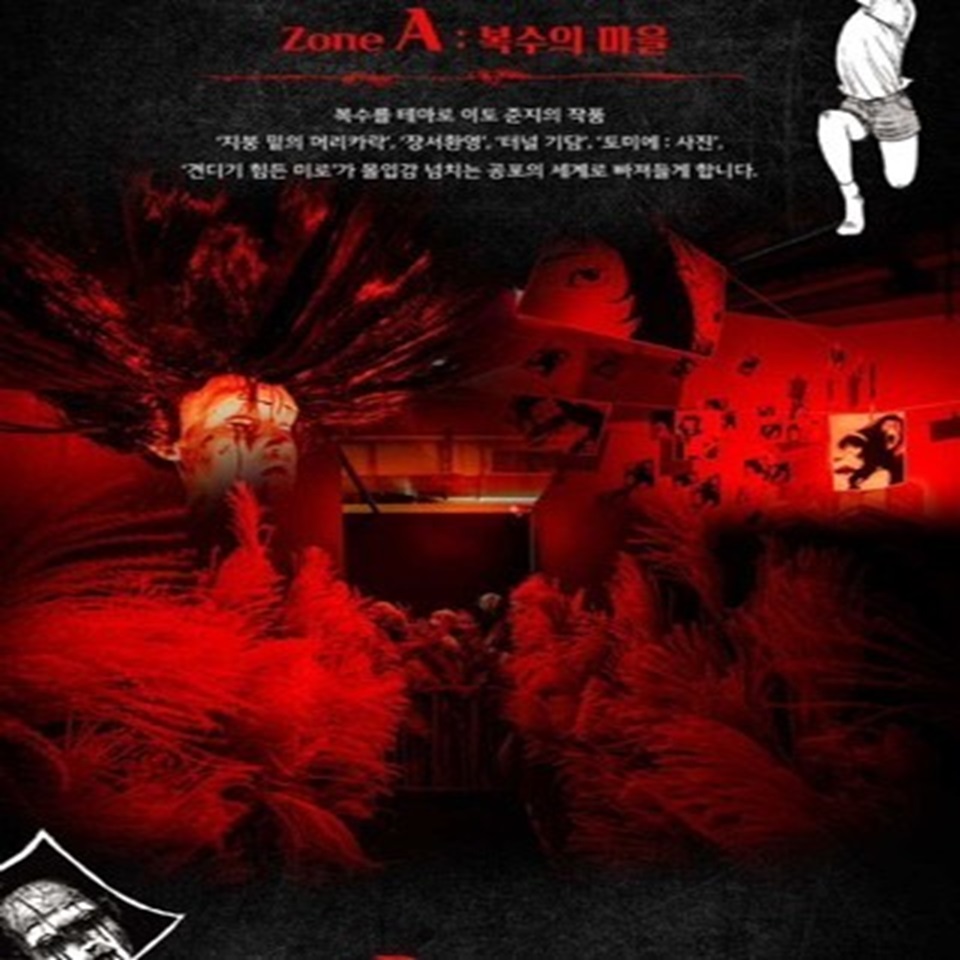 Zone A : 복수의 마을
복수를 테마로 이토 준지의 작품
'지붕 밑의 머리카락', '장서환영', '터널 기담', '토미에 : 사진',
'견디기 힘든 미로'가 몰입감 넘치는 공포의 세계로 빠져들게 합니다.